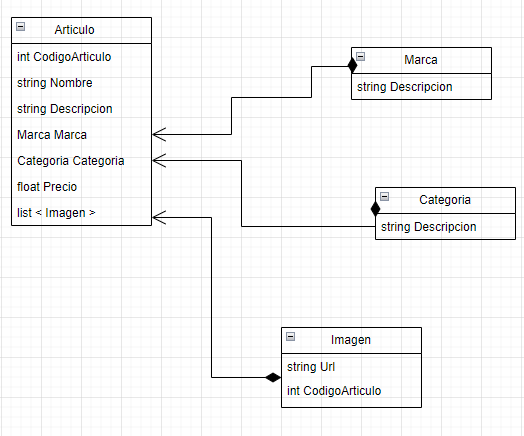 Articulo
int CodigoArticulo
string Nombre
string Descripcion
Marca Marca
Categoria Categoria
float Precio
list < Imagen >
Marca
string Descripcion
Categoria
string Descripcion
Imagen
string Url
int CodigoArticulo